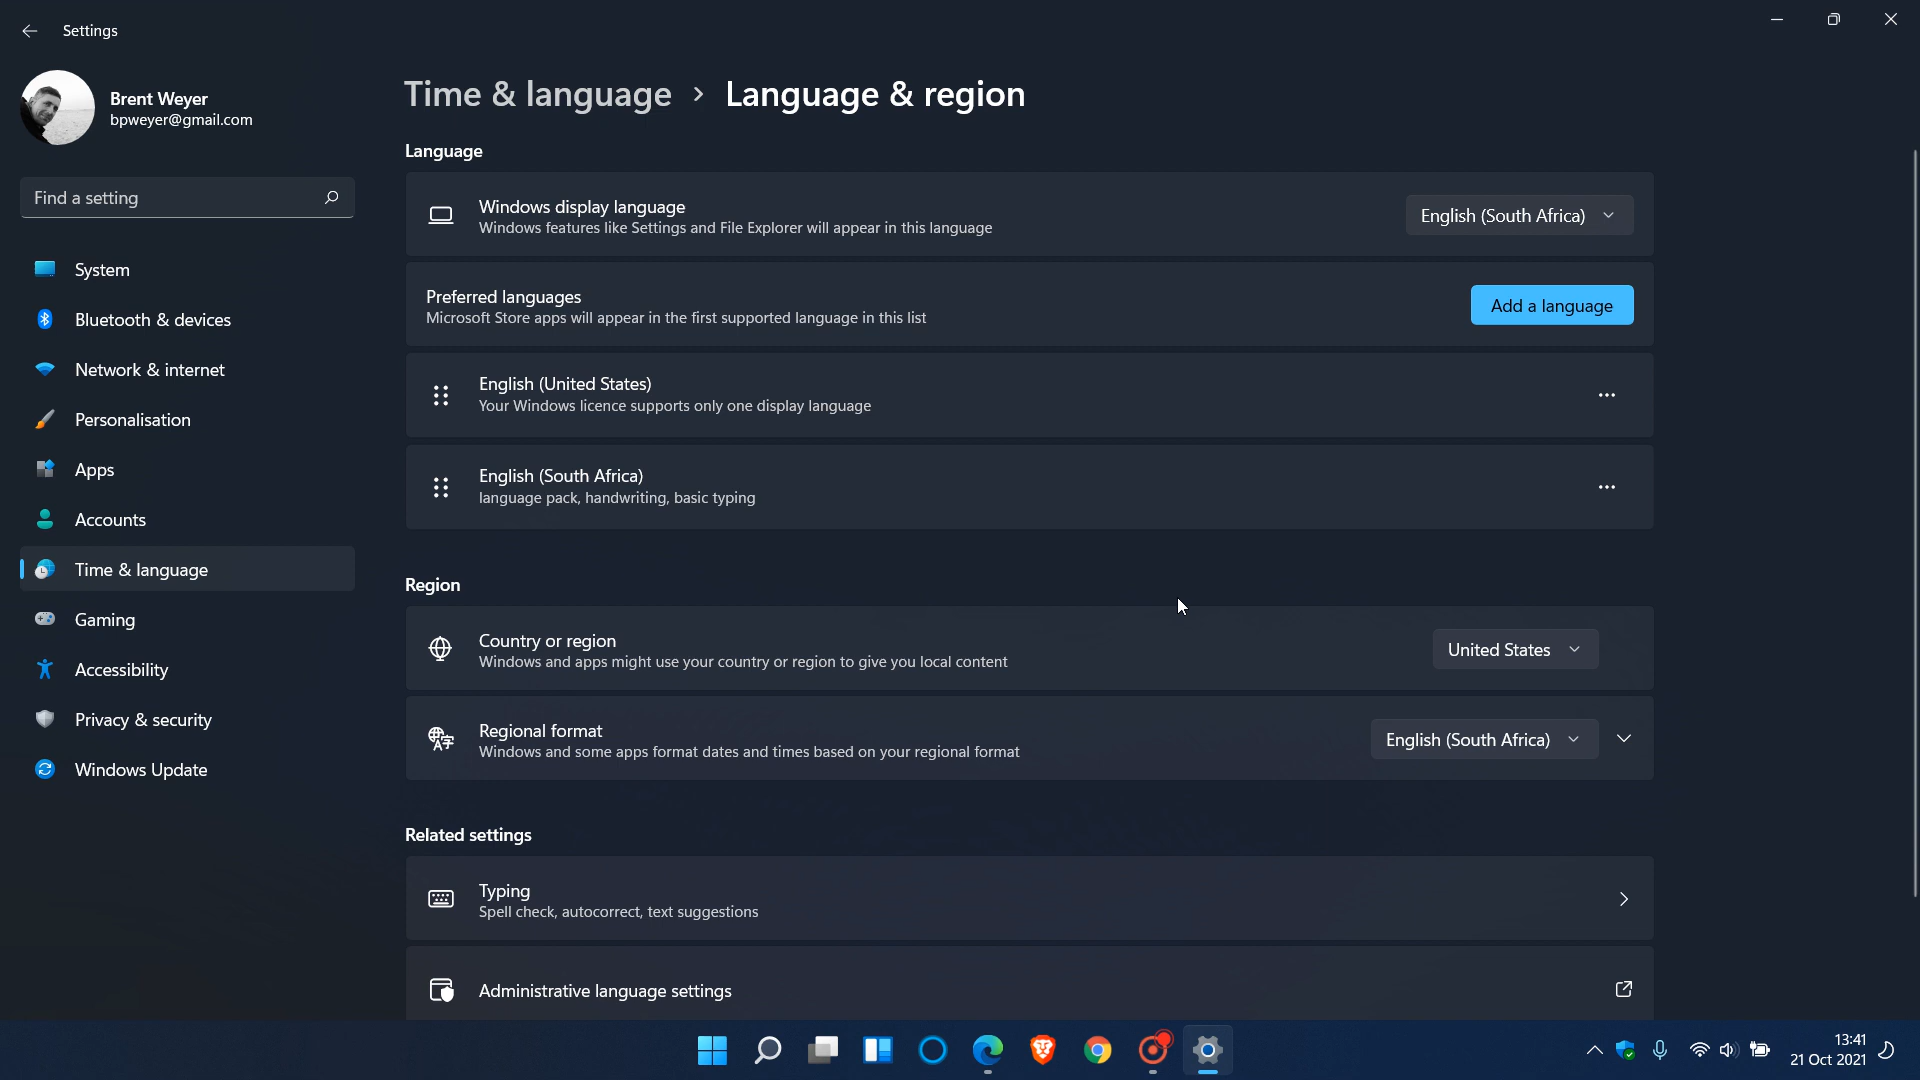 Settings
Brent Weyer
bpweyer@gmail.com
Find a setting
System
Bluetooth & devices
Network & internet
Personalisation
Apps
Accounts
Time & language
Gaming
Accessibility
Privacy & security
Windows Update
Time & language > Language & region
Language
Windows display language
Windows features like Settings and File Explorer will appear in this language
English (South Africa)
Preferred languages
Microsoft Store apps will appear in the first supported language in this list
Add a language
English (United States)
Your Windows licence supports only one display language
English (South Africa)
language pack, handwriting, basic typing
Region
Country or region
Windows and apps might use your country or region to give you local content
United States
Regional format
Windows and some apps format dates and times based on your regional format
English (South Africa)
Related settings
Typing
Spell check, autocorrect, text suggestions
Administrative language settings
13:41
21 Oct 2021